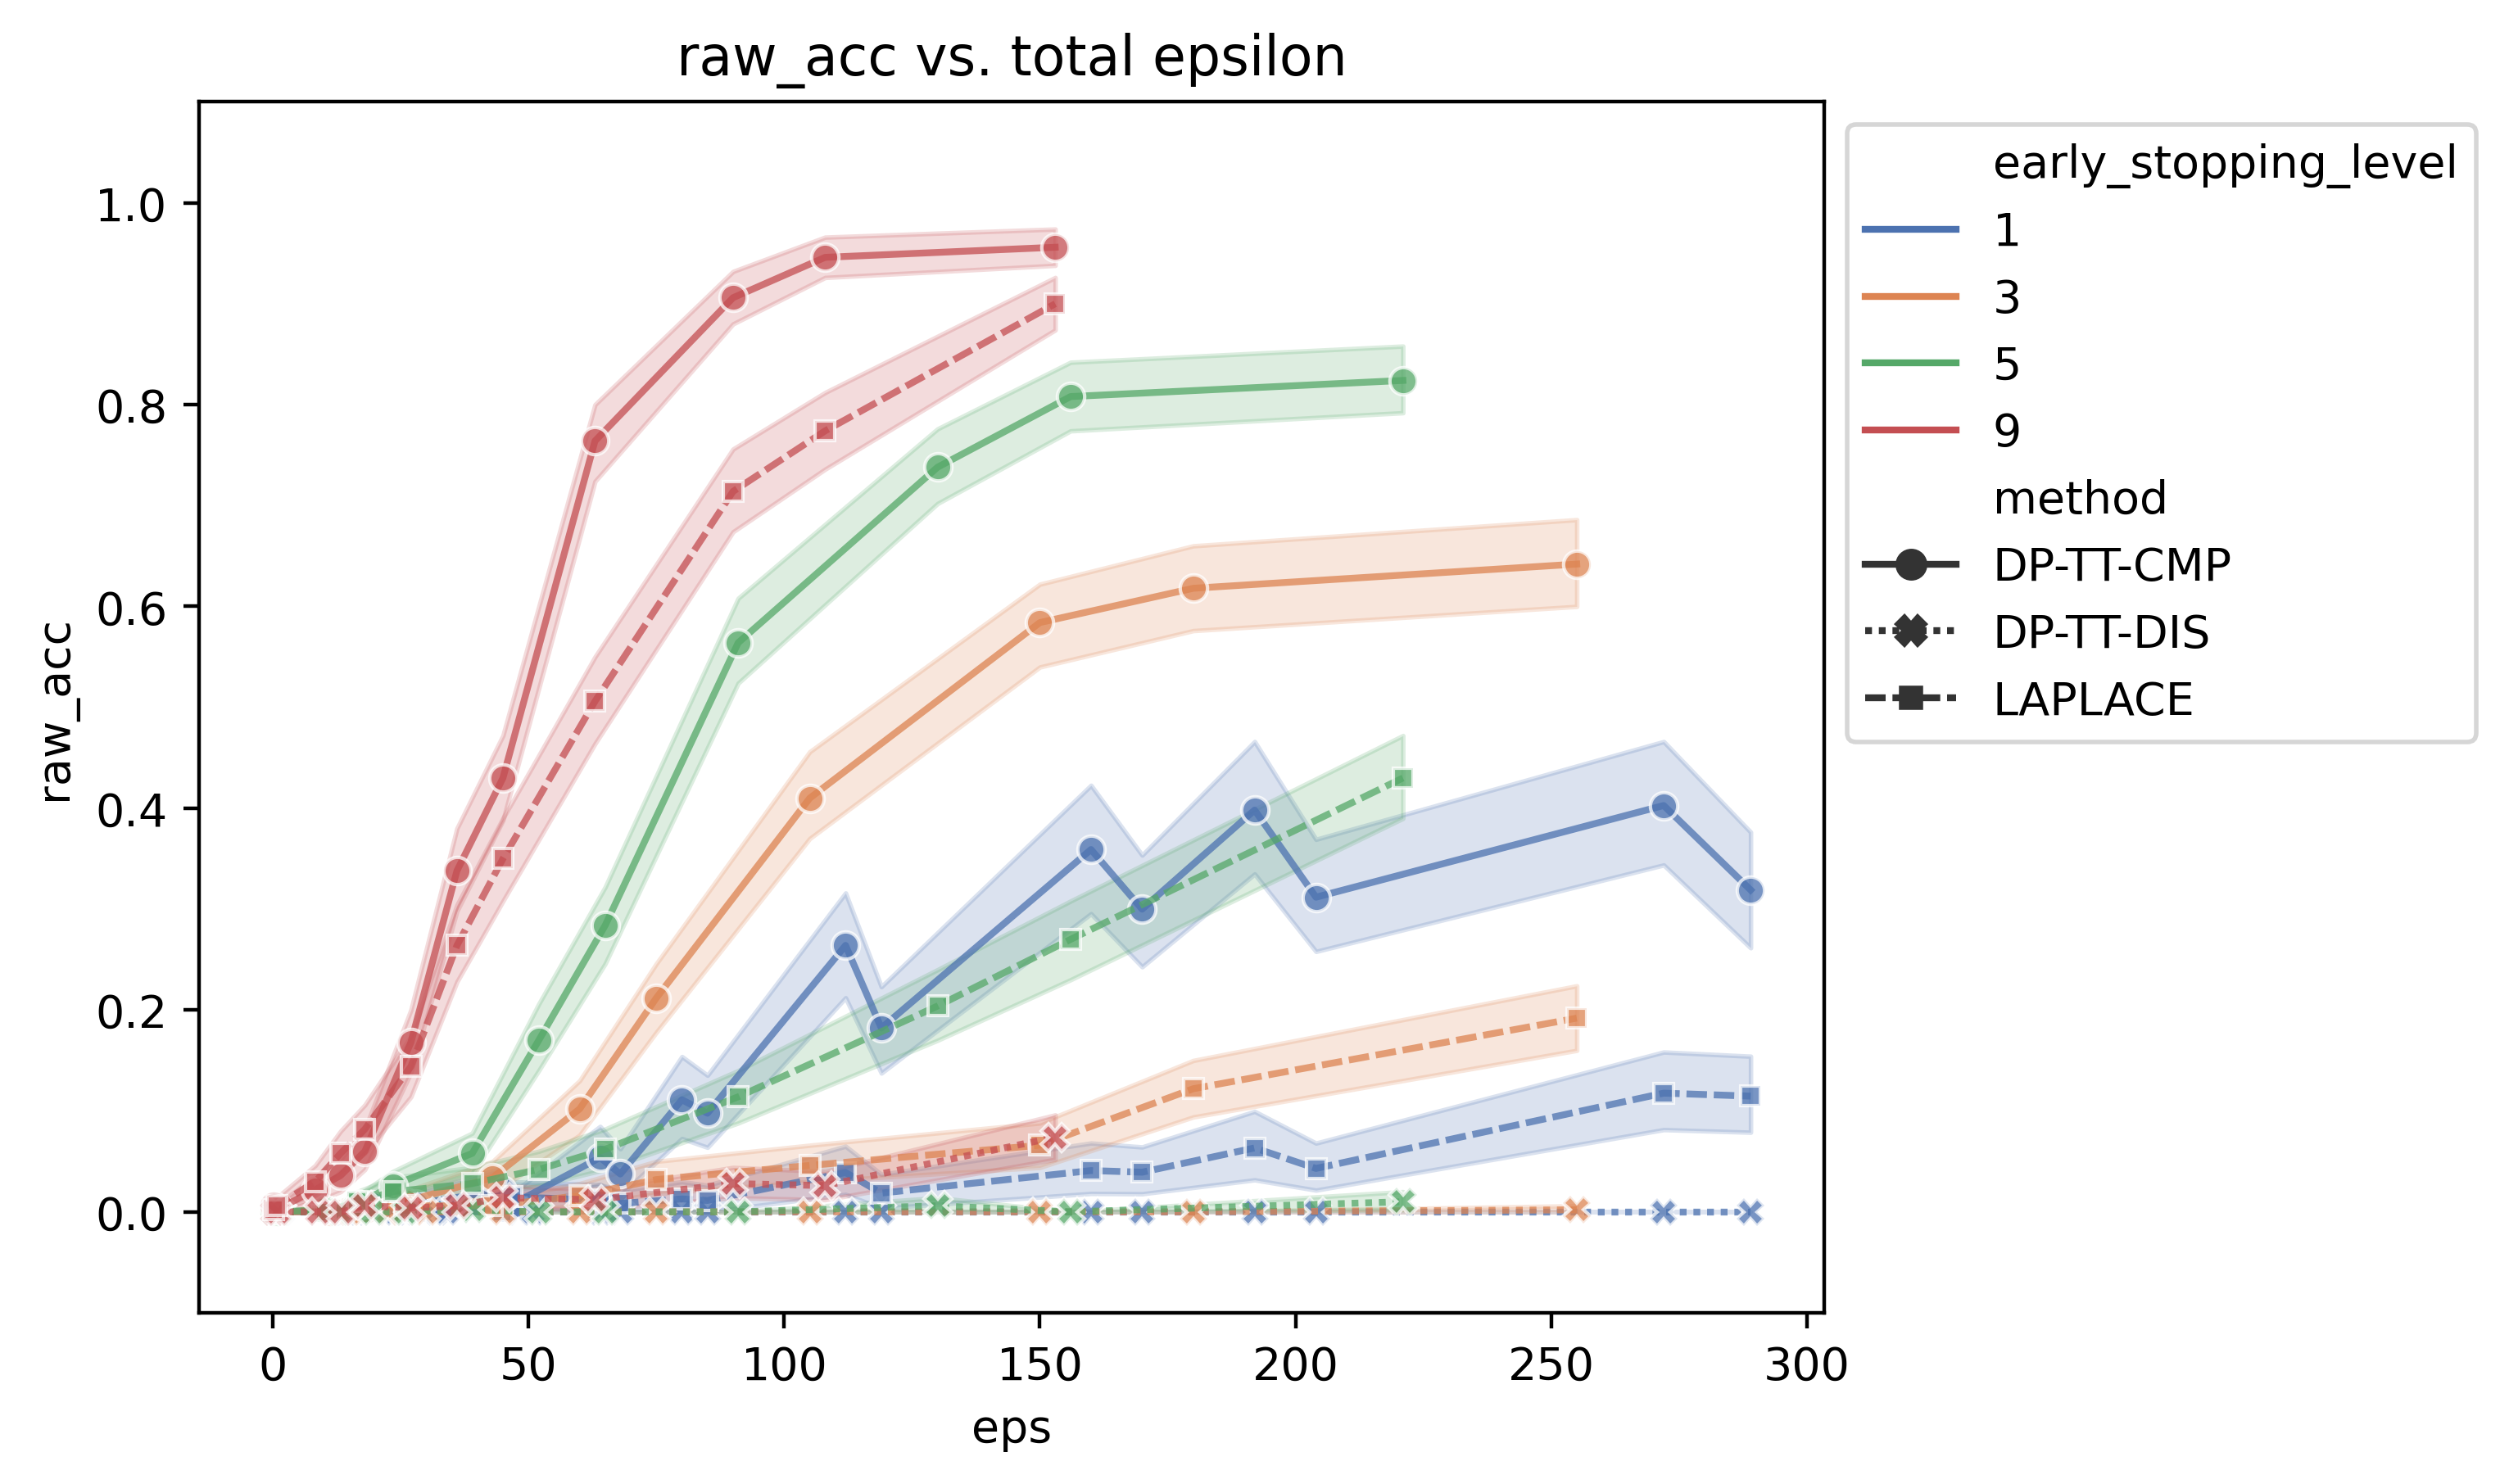 raw_acc vs. total epsilon
raw_acc
1.0
0.8
0.6
0.4
0.2
0.0
0 50 100 150 200 250 300
eps
early_stopping_level
1
3
5
9
method
DP-TT-CMP
DP-TT-DIS
LAPLACE